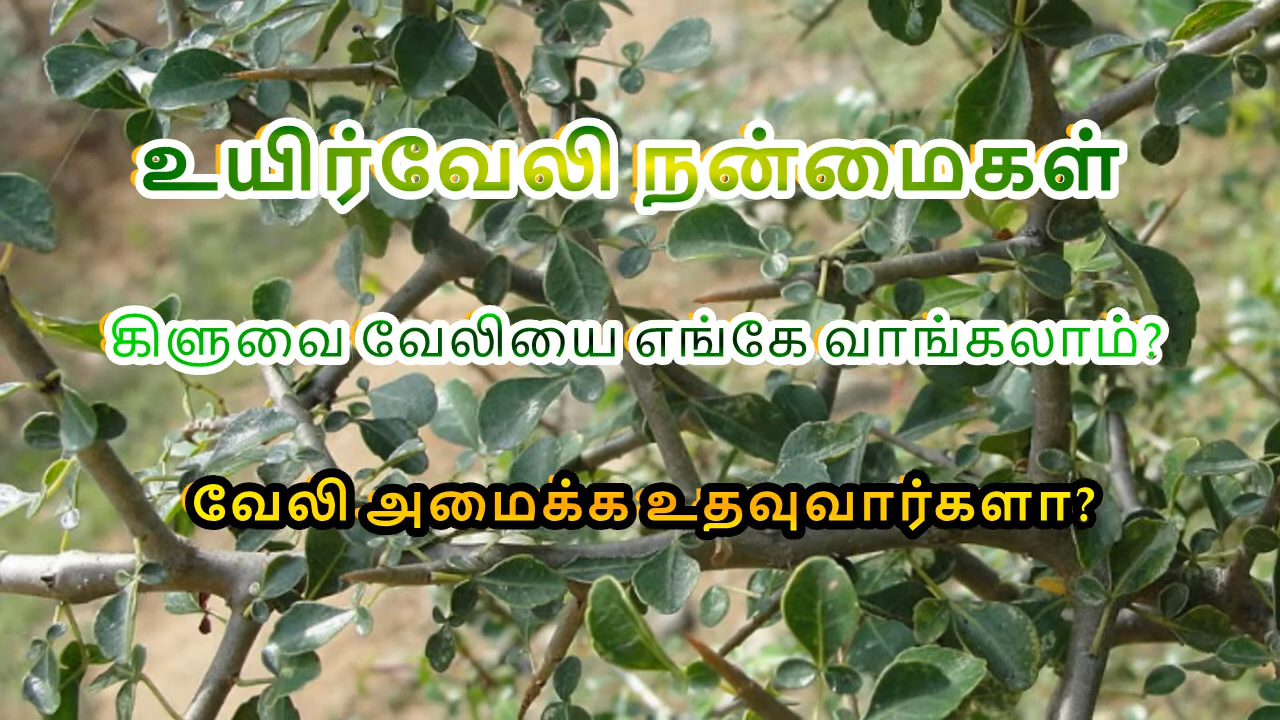 உயிர்வேலி நன்மைகள்
கிளுவை வேலியை எங்கே வாங்கலாம்?
வேலி அமைக்க உதவுவார்களா?